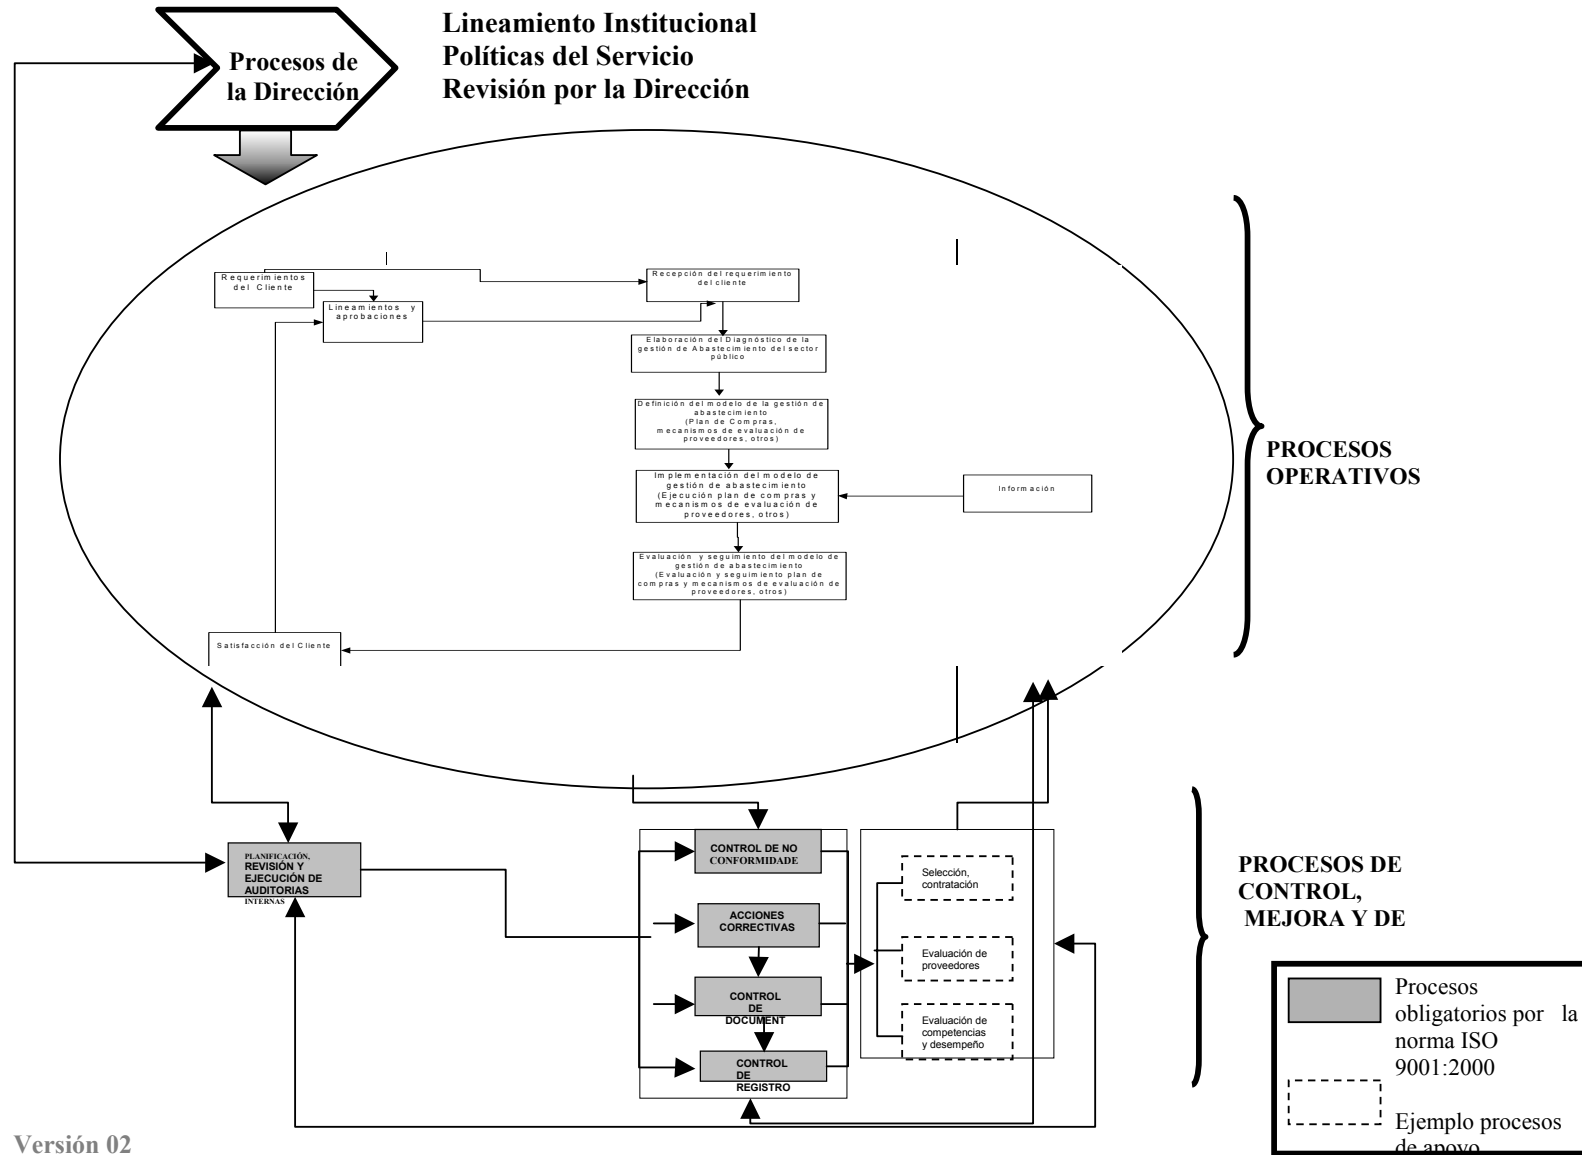 Lineamiento Institucional
Políticas del Servicio
Revisión por la Dirección
Procesos de
la Dirección
Requerimientos
del Cliente
Lineamientos y
aprobaciones
Recepción del requerimiento
del cliente
Elaboración del Diagnóstico de la
gestión de Abastecimiento del sector
público
Definición del modelo de la gestión de
abastecimiento
(Plan de Compras,
mecanismos de evaluación de
proveedores, otros)
Implementación del modelo de
gestión de abastecimiento
(Ejecución plan de compras y
mecanismos de evaluación de
proveedores, otros)
Información
Evaluación y seguimiento del modelo de
gestión de abastecimiento
(Evaluación y seguimiento plan de
compras y mecanismos de evaluación de
proveedores, otros)
Satisfacción del Cliente
PROCESOS
OPERATIVOS
PLANIFICACIÓN,
REVISIÓN Y
EJECUCIÓN DE
AUDITORIAS
INTERNAS
CONTROL DE NO
CONFORMIDADE
ACCIONES
CORRECTIVAS
CONTROL
DE
DOCUMENT
CONTROL
DE
REGISTRO
Selección,
contratación
Evaluación de
proveedores
Evaluación de
competencias
y desempeño
PROCESOS DE
CONTROL,
MEJORA Y DE
Procesos
obligatorios por la
norma ISO
9001:2000
Ejemplo procesos
de apoyo
Versión 02